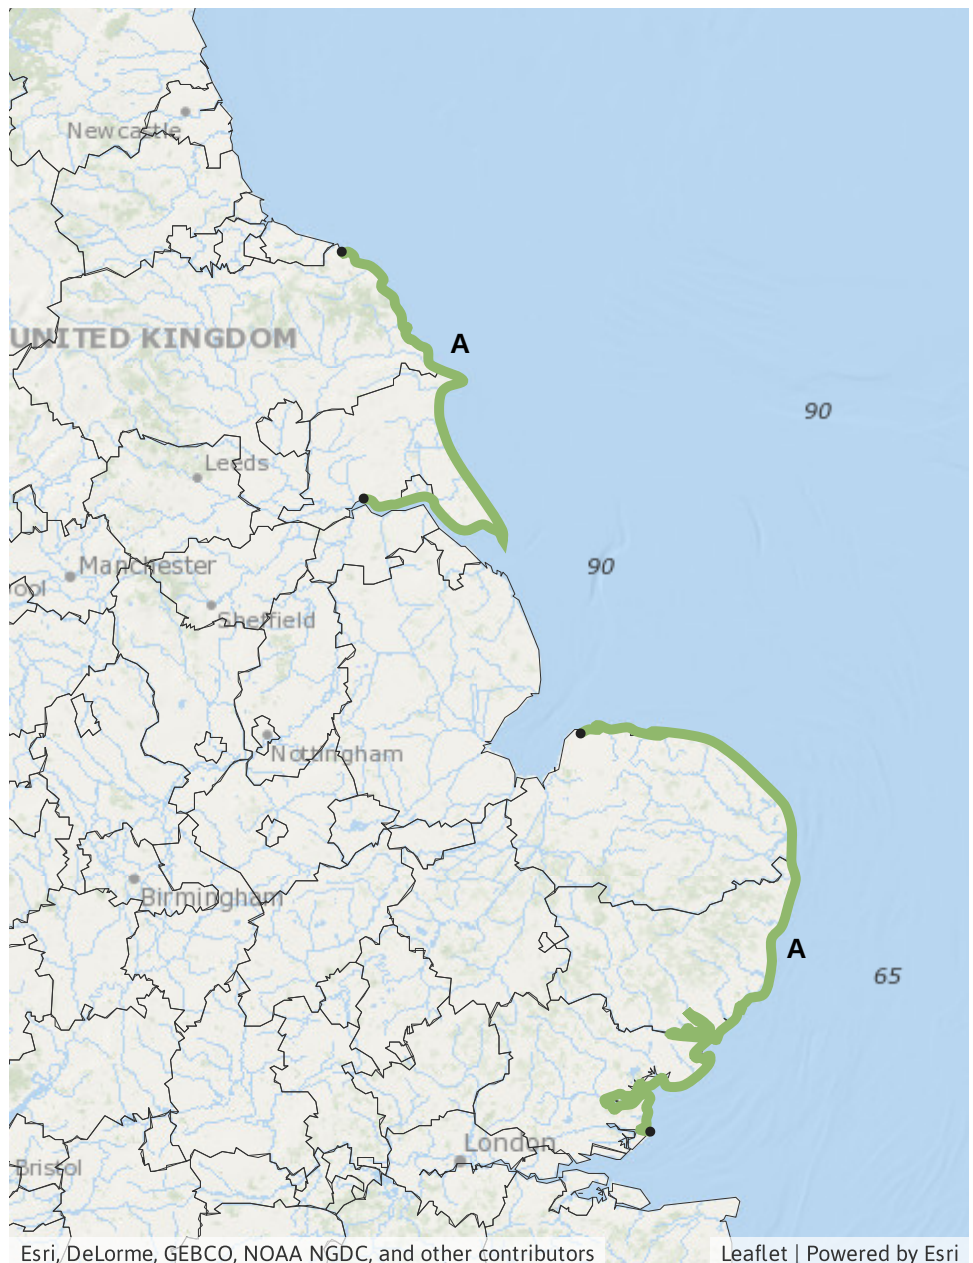 Newcastle
UNITED KINGDOM
A
90
Leeds
Manchester
90
ool
Sheffield
Nottingham
Birmingham
A
65
London
Bristol
Esri, DeLorme, GEBCO, NOAA NGDC, and other contributors
Leaflet | Powered by Esri